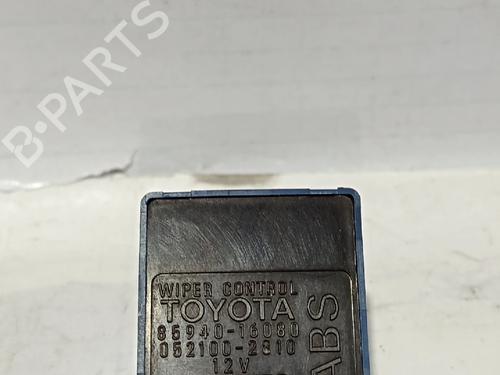 B-PARTS
WIPER CONTROL
TOYOTA
85940-16080
052100-2810
12V
ABS